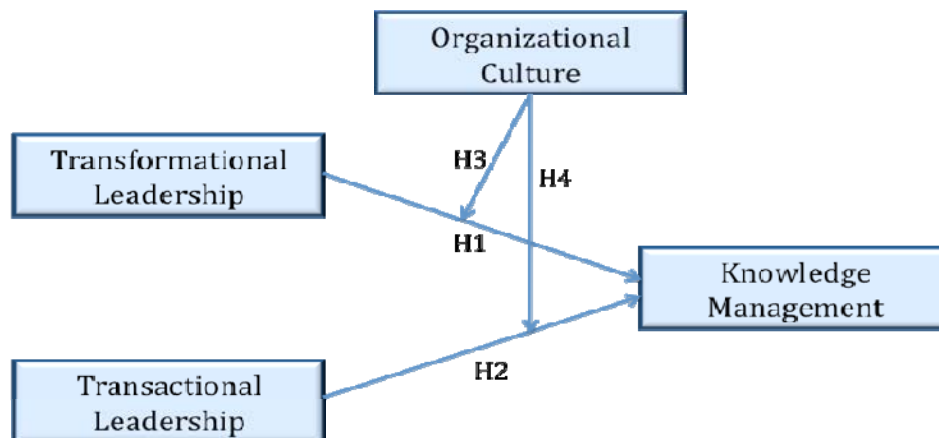 Organizational
Culture
Transformational
Leadership
H3
H4
H1
Knowledge
Management
H2
Transactional
Leadership